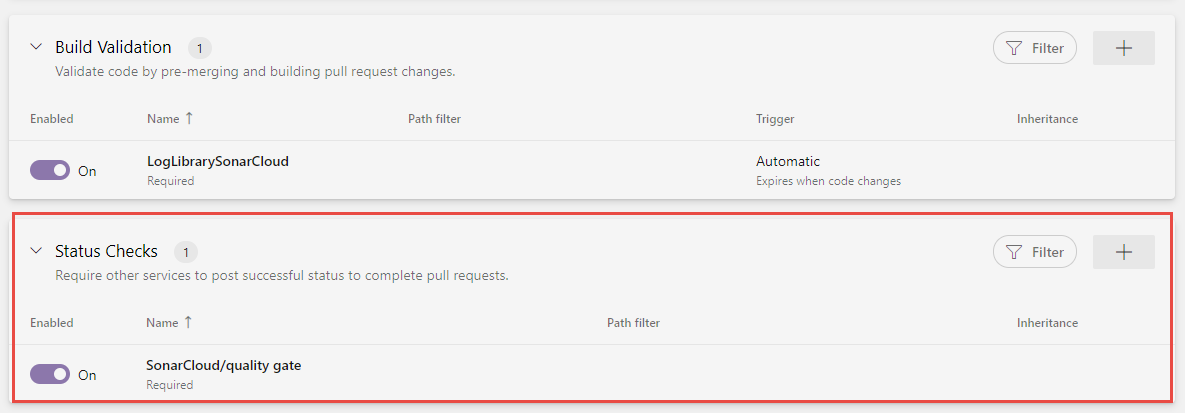 Build Validation 1
Filter
Validate code by pre-merging and building pull request changes.
Enabled Name ↑ Path filter Trigger Inheritance
On LogLibrarySonarCloud Automatic
Required Expires when code changes
Status Checks 1
Filter
Require other services to post successful status to complete pull requests.
Enabled Name ↑ Path filter Inheritance
On SonarCloud/quality gate
Required